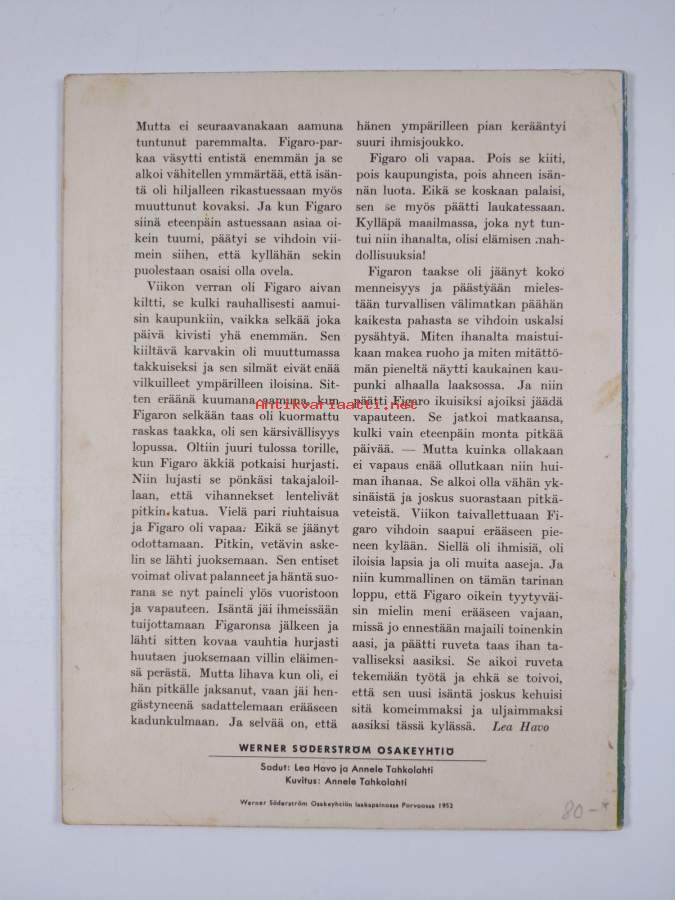 Mutta ei seuraavanakaan aamuna
tuntunut paremmalta. Figaro-par-
kaa väsytti entistä enemmän ja se
alkoi vähitellen ymmärtää, että isän-
tä oli hiljalleen rikastuessaan myös
muuttunut kovaksi. Ja kun Figaro
siinä eteenpäin astuessaan asiaa oi-
kein tuumi, päätyi se vihdoin vii-
mein siihen, että kyllähän sekin
puolestaan osaisi olla ovela.
Viikon verran oli Figaro aivan
kiltti, se kulki rauhallisesti aamui-
sin kaupunkiin, vaikka selkää joka
päivä kivisti yhä enemmän. Sen
kiiltävä karvakin oli muuttumassa
takkuiseksi ja sen silmät eivät enää
vilkuilleet ympärilleen iloisina. Sit-
ten eräänä kuumana aamuna, kun
Figaron selkään taas oli kuormattu
raskas taakka, oli sen kärsivällisyys
lopussa. Oltiin juuri tulossa torille,
kun Figaro äkkiä potkaisi hurjasti.
Niin lujasti se pönkäsi takajaloil-
laan, että vihannekset lentelivät
pitkin katua. Vielä pari riuhtaisua
ja Figaro oli vapaa. Eikä se jäänyt
odottamaan. Pitkin, vetävin aske-
lin se lähti juoksemaan. Sen entiset
voimat olivat palanneet ja häntä suo-
rana se nyt paineli ylös vuoristoon
ja vapauteen. Isäntä jäi ihmeissään
tuijottamaan Figaronsa jälkeen ja
lähti sitten kovaa vauhtia hurjasti
huutaen juoksemaan villin eläimen-
sä perästä. Mutta lihava kun oli, ei
hän pitkälle jaksanut, vaan jäi hen-
gästyneenä sadattelemaan erääseen
kadunkulmaan. Ja selvää on, että
hänen ympärilleen pian kerääntyi
suuri ihmisjoukko.
Figaro oli vapaa. Pois se kiiti,
pois kaupungista, pois ahneen isän-
nän luota. Eikä se koskaan palaisi,
sen se myös päätti laukatessaan.
Kylläpä maailmassa, joka nyt tun-
tui niin ihanalta, olisi elämisen mah-
dollisuuksia!
Figaron taakse oli jäänyt koko
menneisyys ja päästyään mieles-
tään turvallisen välimatkan päähän
kaikesta pahasta se vihdoin uskalsi
pysähtyä. Miten ihanalta maistui-
kaan makea ruoho ja miten mitättö-
män pieneltä näytti kaukainen kau-
punki alhaalla laaksossa. Ja niin
päätti Figaro ikuisiksi ajoiksi jäädä
vapauteen. Se jatkoi matkaansa,
kulki vain eteenpäin monta pitkää
päivää. — Mutta kuinka ollakaan
ei vapaus enää ollutkaan niin hui-
man ihanaa. Se alkoi olla vähän yk-
sinäistä ja joskus suorastaan pitkä-
veteistä. Viikon taivallettuaan Fi-
garo vihdoin saapui erääseen pie-
neen kylään. Siellä oli ihmisiä, oli
iloisia lapsia ja oli muita aaseja. Ja
niin kummallinen on tämän tarinan
loppu, että Figaro oikein tyytyväi-
sin mielin meni erääseen vajaan,
missä jo ennestään majaili toinenkin
aasi, ja päätti ruveta taas ihan ta-
valliseksi aasiksi. Se aikoi ruveta
tekemään työtä ja ehkä se toivoi,
että sen uusi isäntä joskus kehuisi
sitä komeimmaksi ja uljaimmaksi
aasiksi tässä kylässä. Lea Havo
Antikvariaatti.net
WERNER SÖDERSTRÖM OSAKEYHTIÖ
Sadut: Lea Havo ja Annele Tahkolahti
Kuvitus: Annele Tahkolahti
Werner Söderström Osakeyhtiön laakapainossa Porvoossa 1953
80-